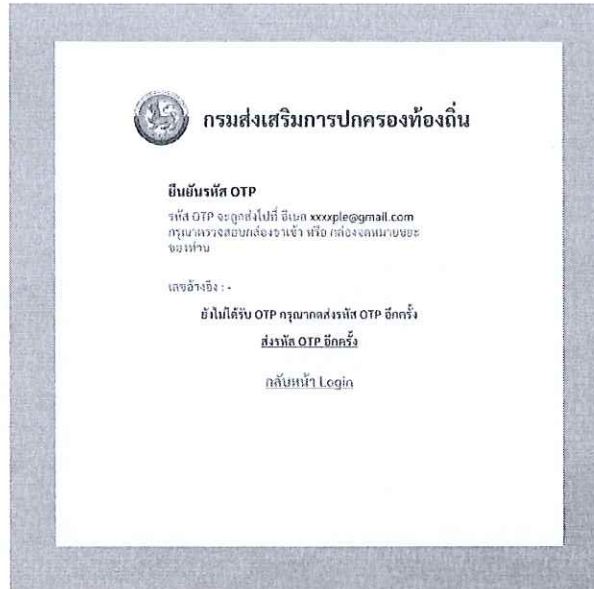 กรมส่งเสริมการปกครองท้องถิ่น
ยืนยันรหัส OTP
รหัส OTP จะถูกส่งไปที่ อีเมล xxxxple@gmail.com
กรุณาตรวจสอบกล่องขาเข้า หรือ กล่องจดหมายขยะ
ของท่าน
เลขอ้างอิง : -
ยังไม่ได้รับ OTP กรุณากดส่งรหัส OTP อีกครั้ง
ส่งรหัส OTP อีกครั้ง
กลับหน้า Login